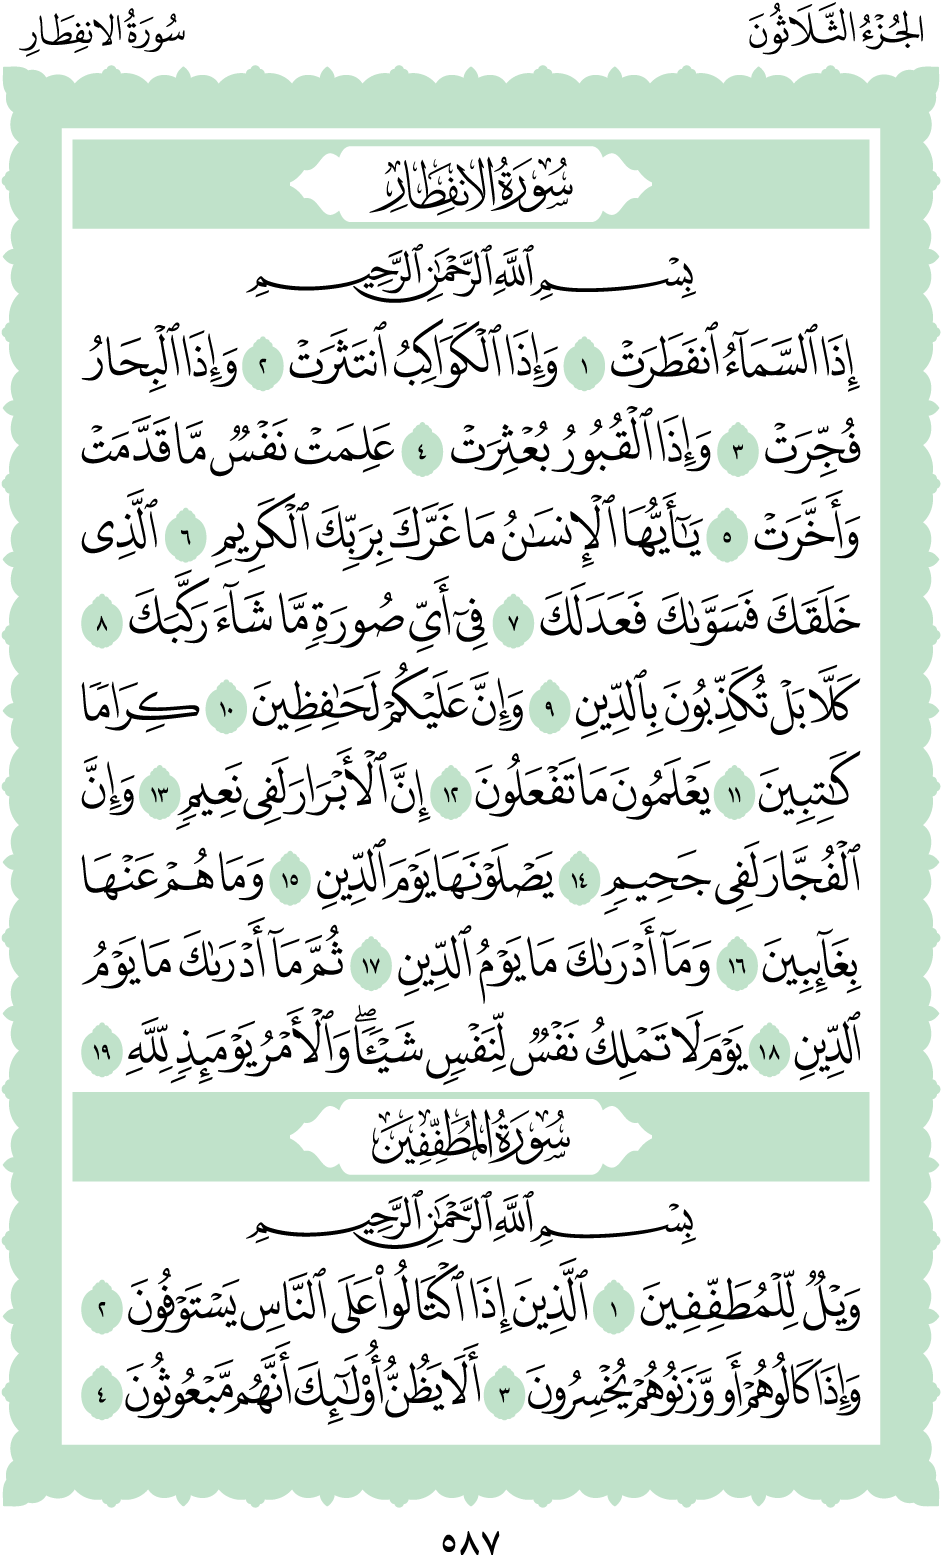 الجُزْءُ الثَّلَاثُونَ
سُورَةُ الانفِطَارِ
سُورَةُ الانفِطَارِ
بِسْمِ ٱللَّهِ ٱلرَّحْمَٰنِ ٱلرَّحِيمِ
إِذَا ٱلسَّمَآءُ ٱنفَطَرَتْ ١ وَإِذَا ٱلْكَوَاكِبُ ٱنتَثَرَتْ ٢ وَإِذَا ٱلْبِحَارُ
فُجِّرَتْ ٣ وَإِذَا ٱلْقُبُورُ بُعْثِرَتْ ٤ عَلِمَتْ نَفْسٌ مَّا قَدَّمَتْ
وَأَخَّرَتْ ٥ يَٰٓأَيُّهَا ٱلْإِنسَٰنُ مَا غَرَّكَ بِرَبِّكَ ٱلْكَرِيمِ ٦ ٱلَّذِى
خَلَقَكَ فَسَوَّىٰكَ فَعَدَلَكَ ٧ فِىٓ أَىِّ صُورَةٍ مَّا شَآءَ رَكَّبَكَ ٨
كَلَّا بَلْ تُكَذِّبُونَ بِٱلدِّينِ ٩ وَإِنَّ عَلَيْكُمْ لَحَٰفِظِينَ ١٠ كِرَامًا
كَٰتِبِينَ ١١ يَعْلَمُونَ مَا تَفْعَلُونَ ١٢ إِنَّ ٱلْأَبْرَارَ لَفِى نَعِيمٍ ١٣ وَإِنَّ
ٱلْفُجَّارَ لَفِى جَحِيمٍ ١٤ يَصْلَوْنَهَا يَوْمَ ٱلدِّينِ ١٥ وَمَا هُمْ عَنْهَا
بِغَآئِبِينَ ١٦ وَمَآ أَدْرَىٰكَ مَا يَوْمُ ٱلدِّينِ ١٧ ثُمَّ مَآ أَدْرَىٰكَ مَا يَوْمُ
ٱلدِّينِ ١٨ يَوْمَ لَا تَمْلِكُ نَفْسٌ لِّنَفْسٍ شَيْـًٔا ۖ وَٱلْأَمْرُ يَوْمَئِذٍ لِّلَّهِ ١٩
سُورَةُ المُطَفِّفِينَ
بِسْمِ ٱللَّهِ ٱلرَّحْمَٰنِ ٱلرَّحِيمِ
وَيْلٌ لِّلْمُطَفِّفِينَ ١ ٱلَّذِينَ إِذَا ٱكْتَالُوا۟ عَلَى ٱلنَّاسِ يَسْتَوْفُونَ ٢
وَإِذَا كَالُوهُمْ أَو وَّزَنُوهُمْ يُخْسِرُونَ ٣ أَلَا يَظُنُّ أُو۟لَٰٓئِكَ أَنَّهُم مَّبْعُوثُونَ ٤
٥٨٧